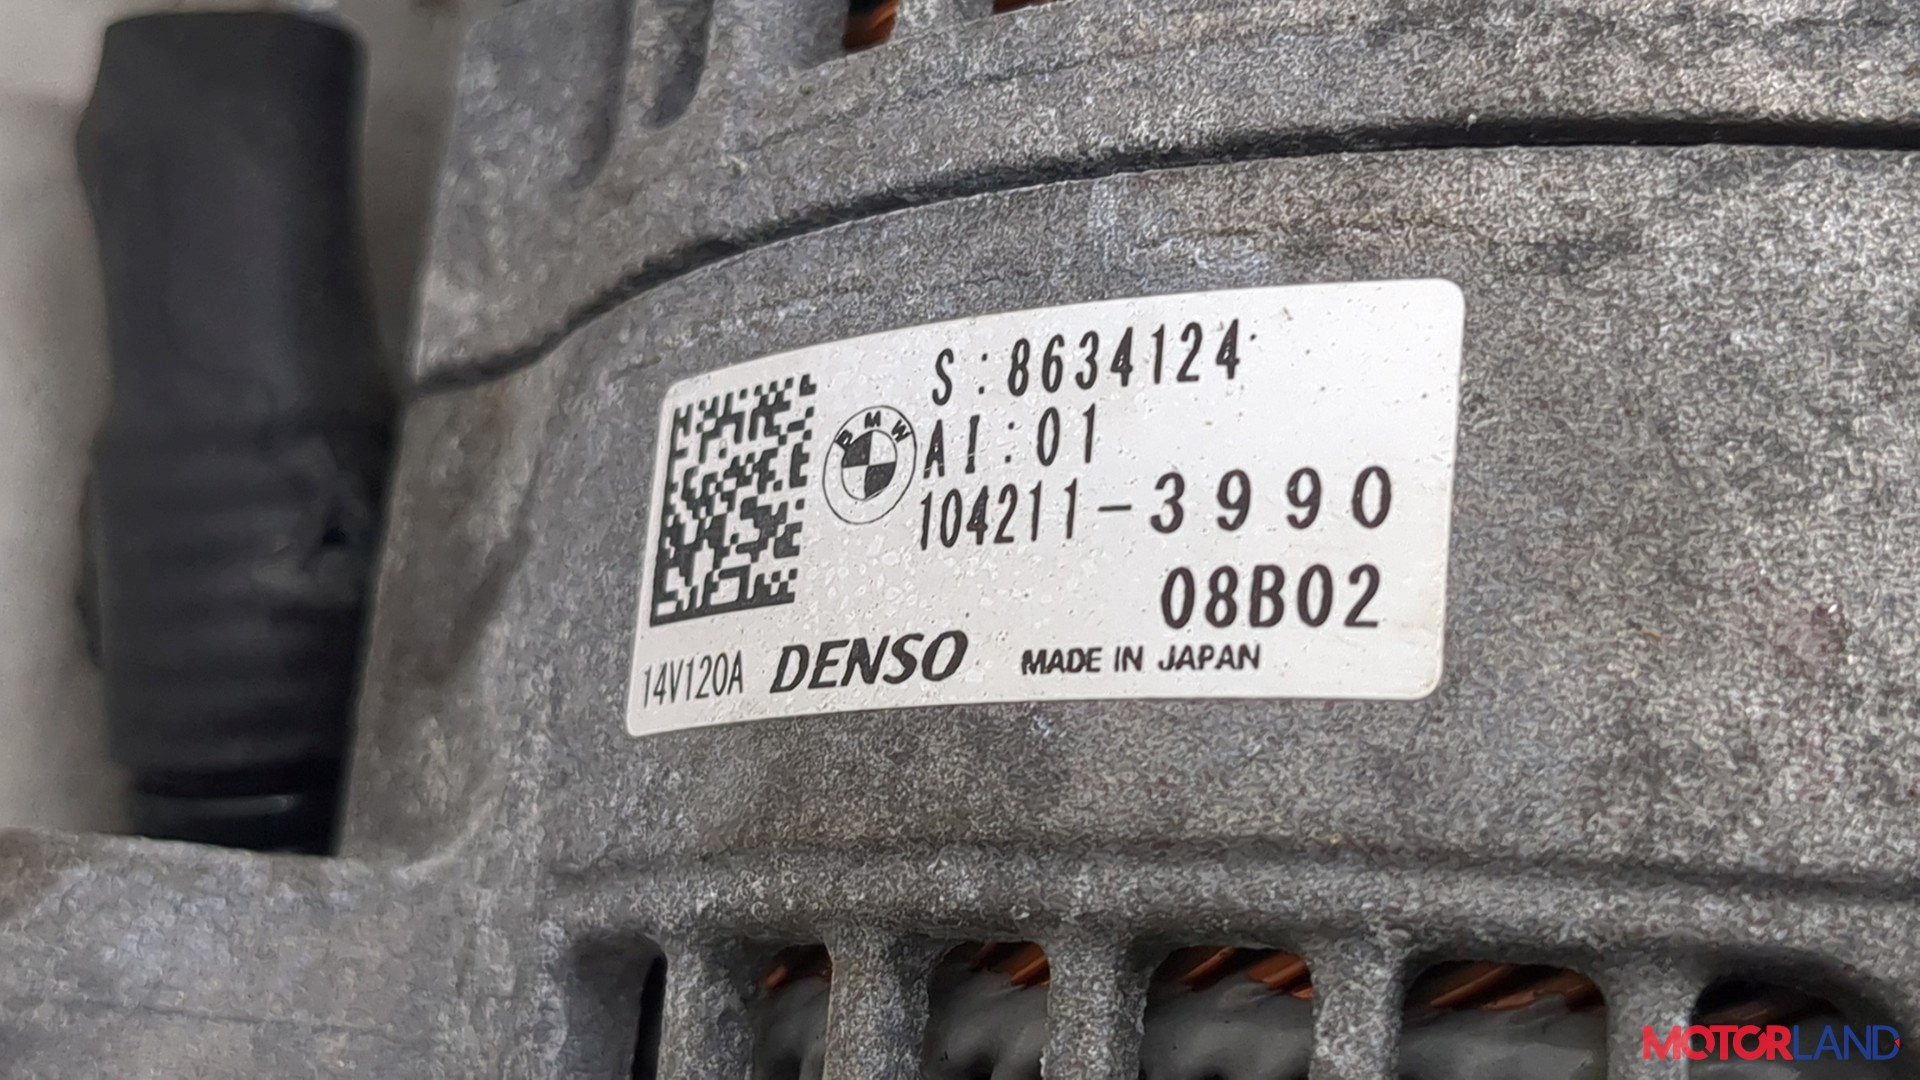 S:8634124
BMW
AI:01
104211-3990
08B02
14V120A DENSO MADE IN JAPAN
MOTORLAND